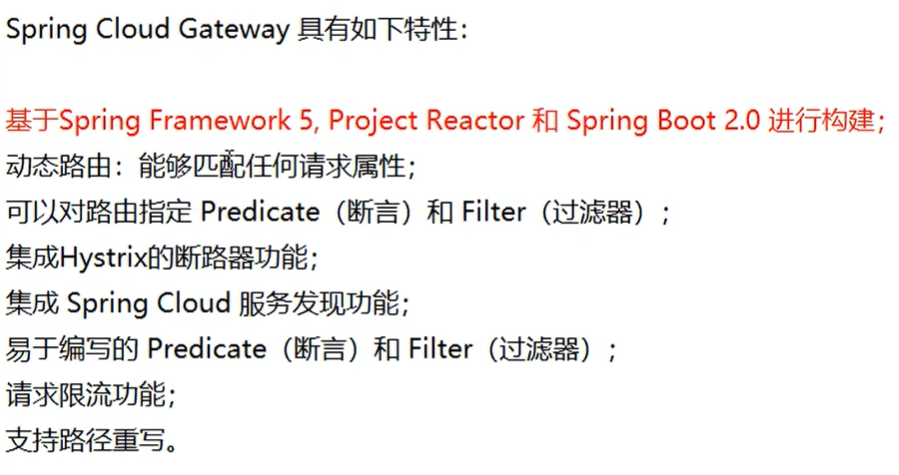 Spring Cloud Gateway 具有如下特性：
基于Spring Framework 5, Project Reactor 和 Spring Boot 2.0 进行构建；
动态路由：能够匹配任何请求属性；
可以对路由指定 Predicate（断言）和 Filter（过滤器）；
集成Hystrix的断路器功能；
集成 Spring Cloud 服务发现功能；
易于编写的 Predicate（断言）和 Filter（过滤器）；
请求限流功能；
支持路径重写。